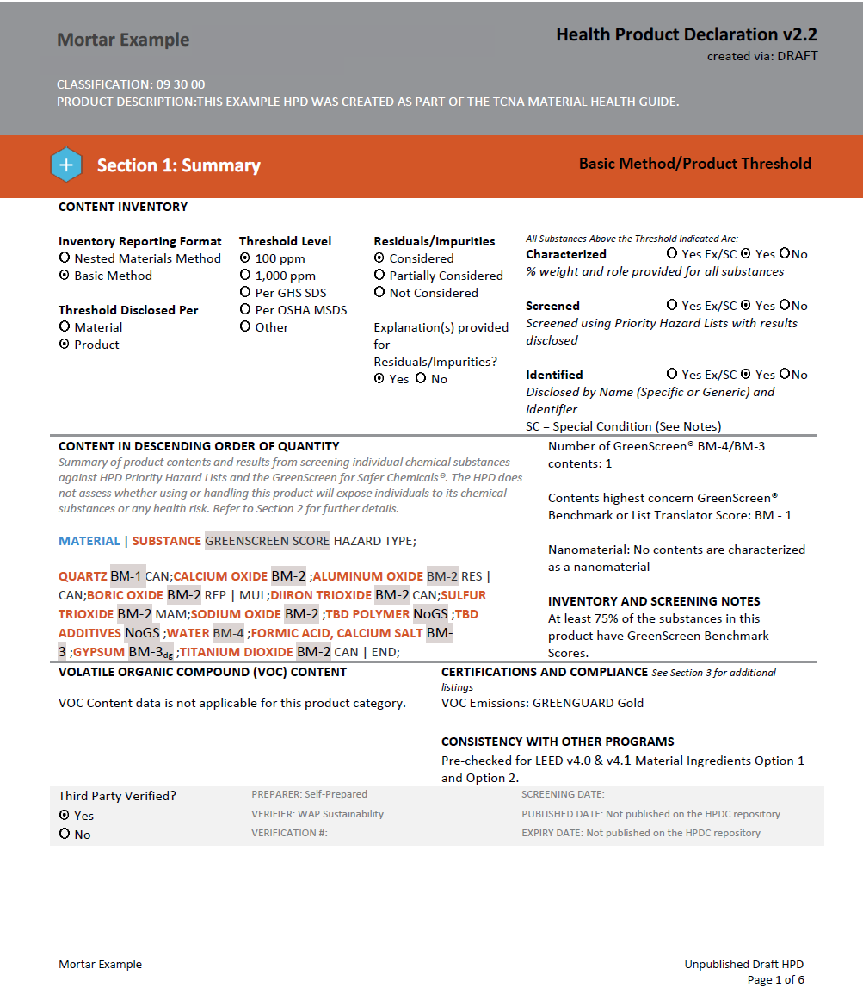 Mortar Example
Health Product Declaration v2.2
created via: DRAFT
CLASSIFICATION: 09 30 00
PRODUCT DESCRIPTION:THIS EXAMPLE HPD WAS CREATED AS PART OF THE TCNA MATERIAL HEALTH GUIDE.
Section 1: Summary
Basic Method/Product Threshold
CONTENT INVENTORY
Inventory Reporting Format
Nested Materials Method
Basic Method
Threshold Disclosed Per
Material
Product
Threshold Level
100 ppm
1,000 ppm
Per GHS SDS
Per OSHA MSDS
Other
Residuals/Impurities
Considered
Partially Considered
Not Considered
Explanation(s) provided
for
Residuals/Impurities?
Yes No
All Substances Above the Threshold Indicated Are:
Characterized Yes Ex/SC Yes No
% weight and role provided for all substances
Screened Yes Ex/SC Yes No
Screened using Priority Hazard Lists with results
disclosed
Identified Yes Ex/SC Yes No
Disclosed by Name (Specific or Generic) and
identifier
SC = Special Condition (See Notes)
CONTENT IN DESCENDING ORDER OF QUANTITY
Summary of product contents and results from screening individual chemical substances
against HPD Priority Hazard Lists and the GreenScreen for Safer Chemicals®. The HPD does
not assess whether using or handling this product will expose individuals to its chemical
substances or any health risk. Refer to Section 2 for further details.
MATERIAL | SUBSTANCE GREENSCREEN SCORE HAZARD TYPE;
QUARTZ BM-1 CAN;CALCIUM OXIDE BM-2 ;ALUMINUM OXIDE BM-2 RES |
CAN;BORIC OXIDE BM-2 REP | MUL;DIIRON TRIOXIDE BM-2 CAN;SULFUR
TRIOXIDE BM-2 MAM;SODIUM OXIDE BM-2 ;TBD POLYMER NoGS ;TBD
ADDITIVES NoGS ;WATER BM-4 ;FORMIC ACID, CALCIUM SALT BM-
3 ;GYPSUM BM-3dg ;TITANIUM DIOXIDE BM-2 CAN | END;
Number of GreenScreen® BM-4/BM-3
contents: 1
Contents highest concern GreenScreen®
Benchmark or List Translator Score: BM - 1
Nanomaterial: No contents are characterized
as a nanomaterial
INVENTORY AND SCREENING NOTES
At least 75% of the substances in this
product have GreenScreen Benchmark
Scores.
VOLATILE ORGANIC COMPOUND (VOC) CONTENT
VOC Content data is not applicable for this product category.
CERTIFICATIONS AND COMPLIANCE See Section 3 for additional
listings
VOC Emissions: GREENGUARD Gold
CONSISTENCY WITH OTHER PROGRAMS
Pre-checked for LEED v4.0 & v4.1 Material Ingredients Option 1
and Option 2.
Third Party Verified?
Yes
No
PREPARER: Self-Prepared
VERIFIER: WAP Sustainability
VERIFICATION #:
SCREENING DATE:
PUBLISHED DATE: Not published on the HPDC repository
EXPIRY DATE: Not published on the HPDC repository
Mortar Example
Unpublished Draft HPD
Page 1 of 6